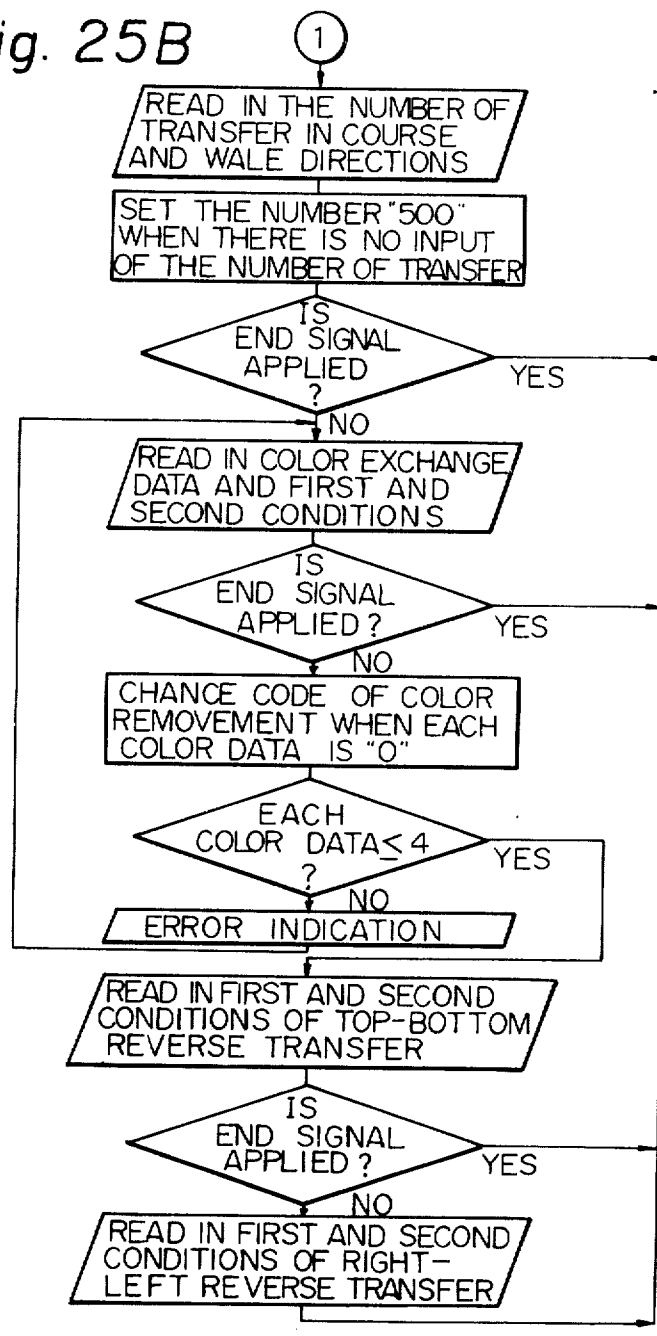 ig. 25B
1
READ IN THE NUMBER OF
TRANSFER IN COURSE
AND WALE DIRECTIONS
SET THE NUMBER "500"
WHEN THERE IS NO INPUT
OF THE NUMBER OF TRANSFER
IS
END SIGNAL
APPLIED
?
YES
NO
READ IN COLOR EXCHANGE
DATA AND FIRST AND
SECOND CONDITIONS
IS
END SIGNAL
APPLIED ?
YES
NO
CHANCE CODE OF COLOR
REMOVEMENT WHEN EACH
COLOR DATA IS "0"
EACH
COLOR DATA ≤ 4
?
YES
NO
ERROR INDICATION
READ IN FIRST AND SECOND
CONDITIONS OF TOP-BOTTOM
REVERSE TRANSFER
IS
END SIGNAL
APPLIED ?
YES
NO
READ IN FIRST AND SECOND
CONDITIONS OF RIGHT-
LEFT REVERSE TRANSFER